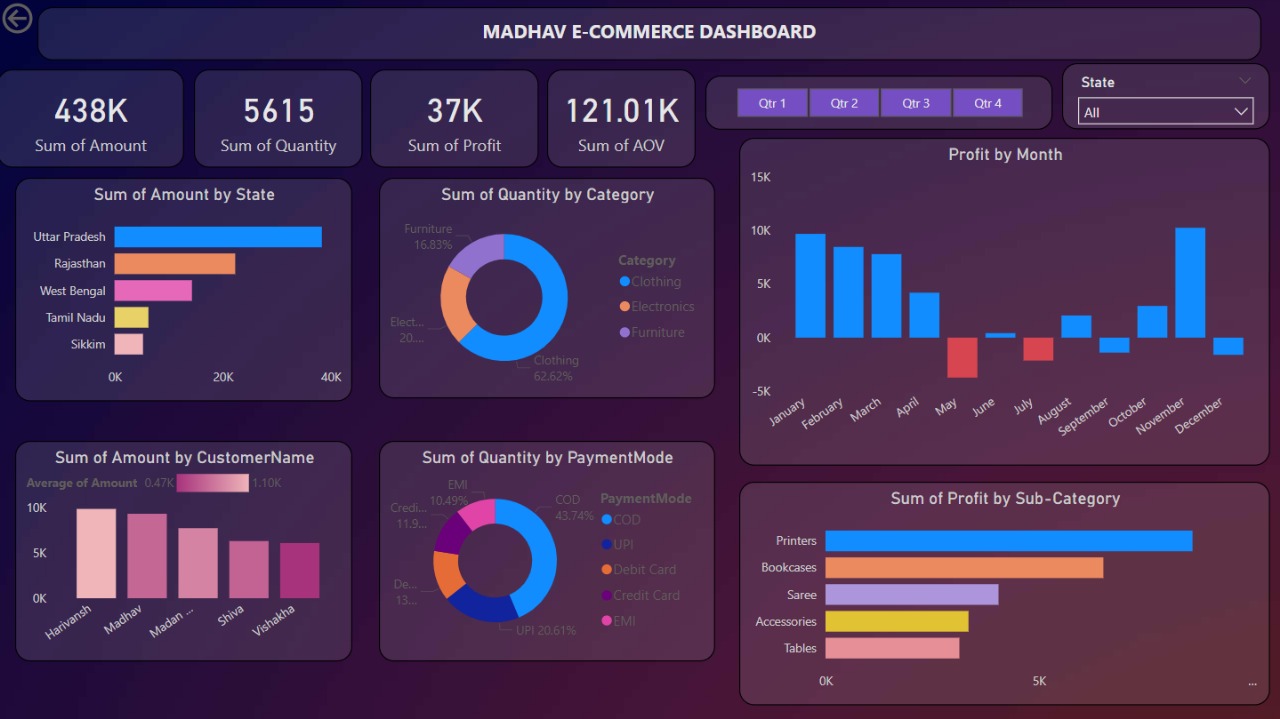 MADHAV E-COMMERCE DASHBOARD
438K
Sum of Amount
5615
Sum of Quantity
37K
Sum of Profit
121.01K
Sum of AOV
Qtr 1
Qtr 2
Qtr 3
Qtr 4
State
All
Sum of Amount by State
Uttar Pradesh
Rajasthan
West Bengal
Tamil Nadu
Sikkim
0K 20K 40K
Sum of Quantity by Category
Furniture
16.83%
Elect...
20....
Clothing
62.62%
Category
Clothing
Electronics
Furniture
Profit by Month
15K
10K
5K
0K
-5K
January February March April May June July August September October November December
Sum of Amount by CustomerName
Average of Amount 0.47K 1.10K
10K
5K
0K
Harivansh Madhav Madan ... Shiva Vishakha
Sum of Quantity by PaymentMode
EMI
10.49%
Credi...
11.9...
De...
13...
COD
43.74%
UPI 20.61%
PaymentMode
COD
UPI
Debit Card
Credit Card
EMI
Sum of Profit by Sub-Category
Printers
Bookcases
Saree
Accessories
Tables
0K 5K ...